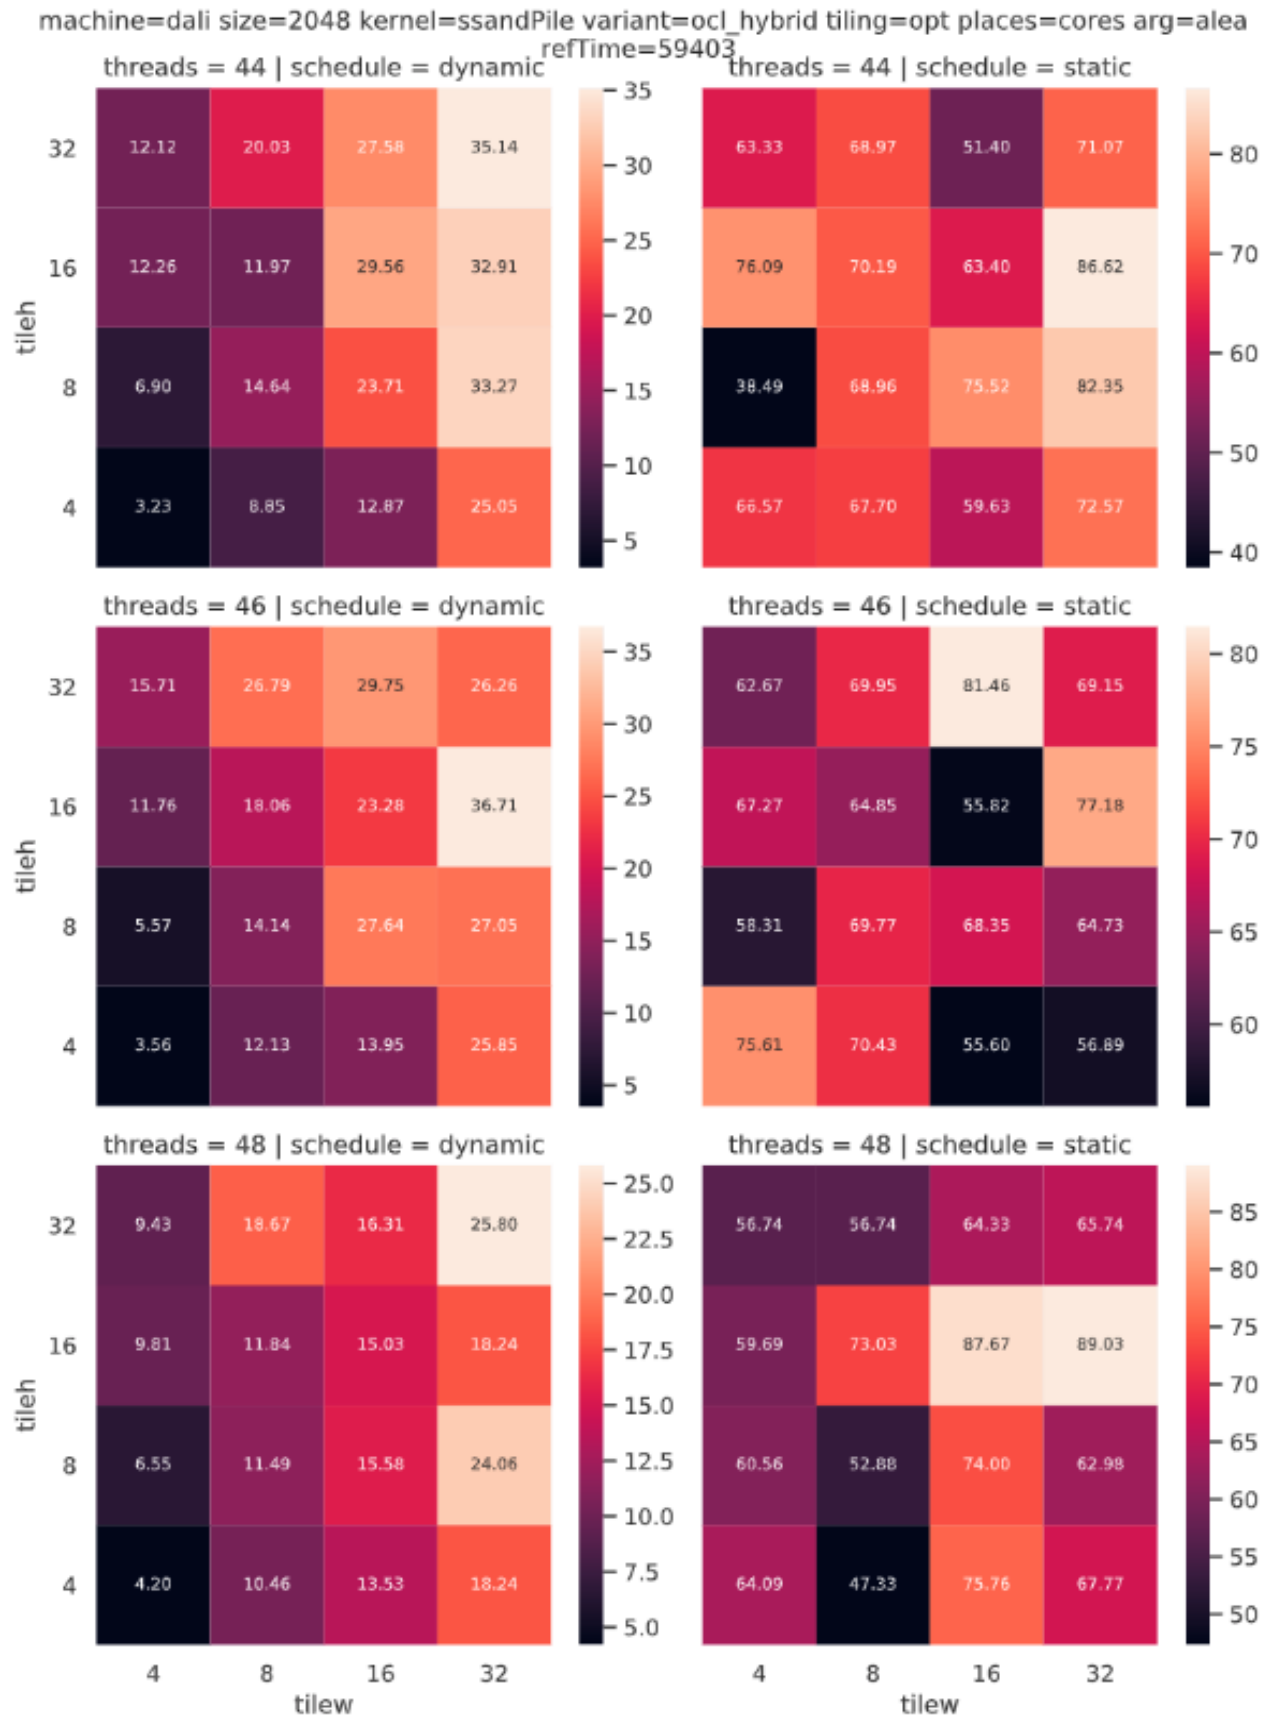 machine=dali size=2048 kernel=ssandPile variant=ocl_hybrid tiling=opt places=cores arg=alea
refTime=59403
threads = 44 | schedule = dynamic
tileh
32 12.12 20.03 27.58 35.14
16 12.26 11.97 29.56 32.91
8 6.90 14.64 23.71 33.27
4 3.23 8.85 12.87 25.05
35
30
25
20
15
10
5
threads = 44 | schedule = static
63.33 68.97 51.40 71.07
76.09 70.19 63.40 86.62
38.49 68.96 75.52 82.35
66.57 67.70 59.63 72.57
80
70
60
50
40
threads = 46 | schedule = dynamic
tileh
32 15.71 26.79 29.75 26.26
16 11.76 18.06 23.28 36.71
8 5.57 14.14 27.64 27.05
4 3.56 12.13 13.95 25.85
35
30
25
20
15
10
5
threads = 46 | schedule = static
62.67 69.95 81.46 69.15
67.27 64.85 55.82 77.18
58.31 69.77 68.35 64.73
75.61 70.43 55.60 56.89
80
75
70
65
60
threads = 48 | schedule = dynamic
tileh
32 9.43 18.67 16.31 25.80
16 9.81 11.84 15.03 18.24
8 6.55 11.49 15.58 24.06
4 4.20 10.46 13.53 18.24
4 8 16 32
tilew
25.0
22.5
20.0
17.5
15.0
12.5
10.0
7.5
5.0
threads = 48 | schedule = static
56.74 56.74 64.33 65.74
59.69 73.03 87.67 89.03
60.56 52.88 74.00 62.98
64.09 47.33 75.76 67.77
4 8 16 32
tilew
85
80
75
70
65
60
55
50